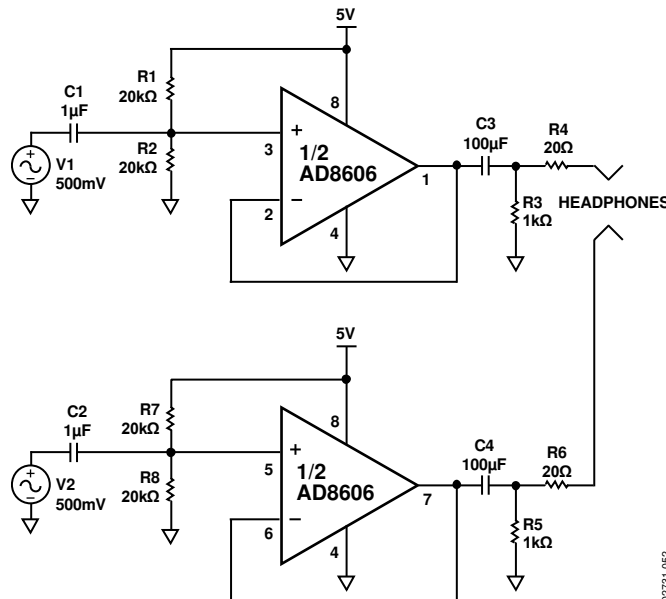 5V
R1
20kΩ
C1
1µF
8
C3
100µF
R4
20Ω
R2
20kΩ
+
3
1/2
AD8606
1
V1
500mV
+
−
−
2
4
R3
1kΩ
HEADPHONES
5V
R7
20kΩ
C2
1µF
8
C4
100µF
R6
20Ω
R8
20kΩ
+
5
1/2
AD8606
7
V2
500mV
+
−
−
6
4
R5
1kΩ
02731-052